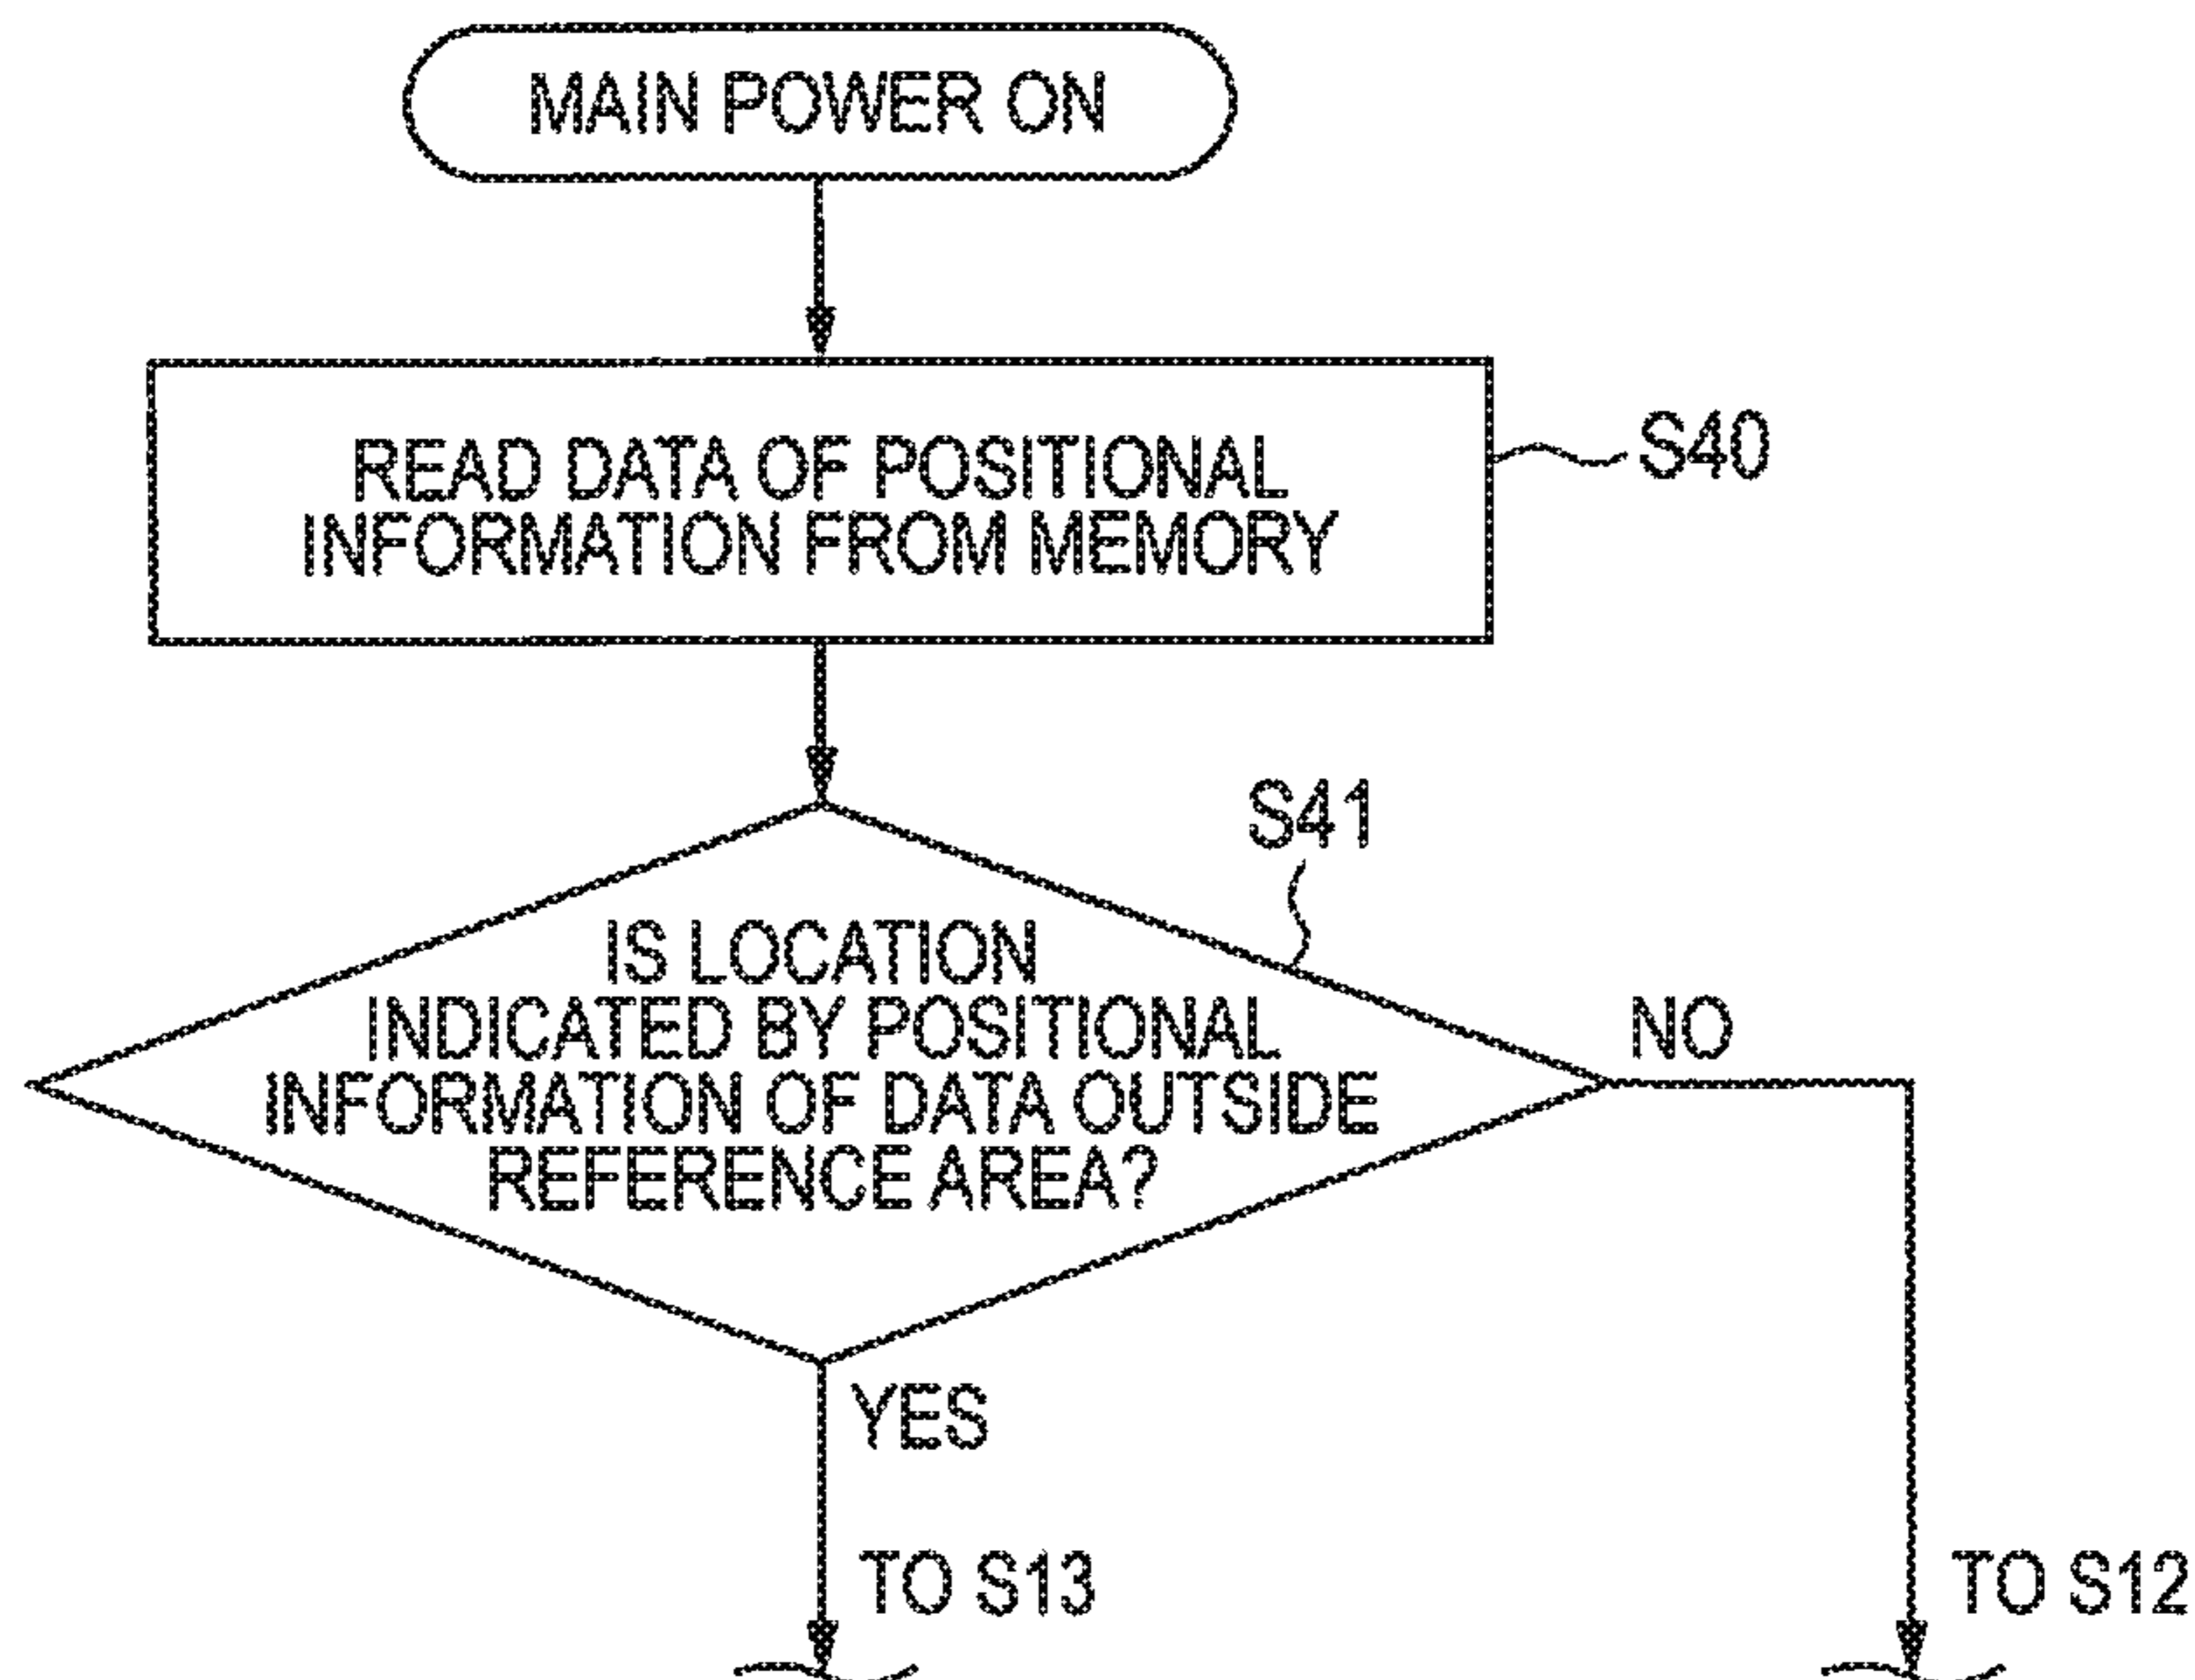 MAIN POWER ON
READ DATA OF POSITIONAL
INFORMATION FROM MEMORY
S40
S41
IS LOCATION
INDICATED BY POSITIONAL
INFORMATION OF DATA OUTSIDE
REFERENCE AREA?
NO
YES
TO S13
TO S12